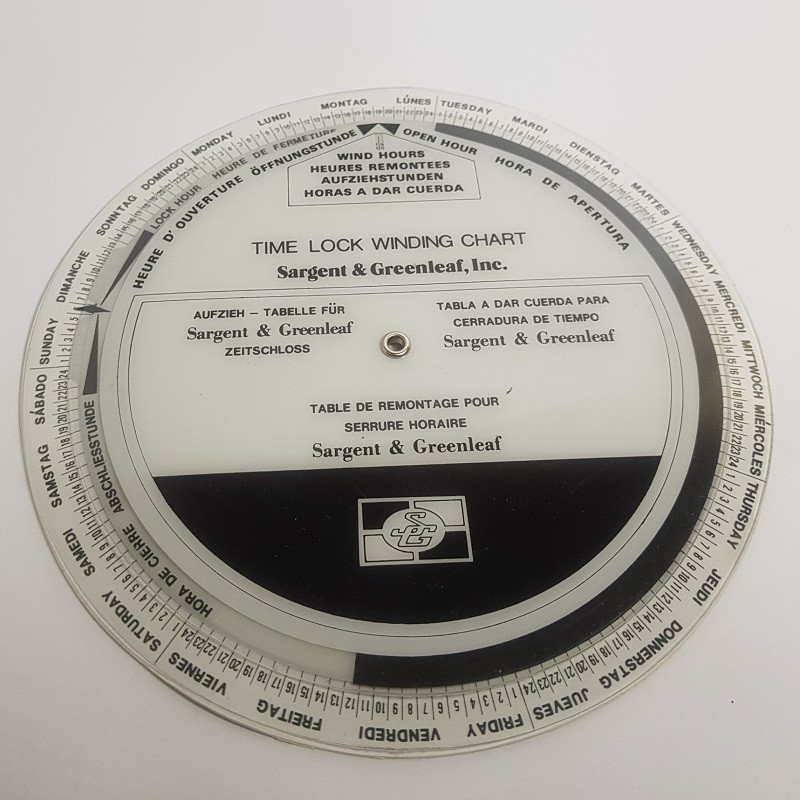 MONTAG LÚNES TUESDAY MARDI DIENSTAG MARTES WEDNESDAY MERCREDI MITTWOCH MIÉRCOLES THURSDAY JEUDI DONNERSTAG JUEVES FRIDAY VENDREDI FREITAG VIERNES SATURDAY SAMEDI SAMSTAG SÁBADO SUNDAY DIMANCHE SONNTAG DOMINGO MONDAY LUNDI
LOCK HOUR HEURE DE FERMETURE
HEURE D'OUVERTURE ÖFFNUNGSTUNDE
OPEN HOUR HORA DE APERTURA
HORA DE CIERRE ABSCHLIESSTUNDE
WIND HOURS
HEURES REMONTEES
AUFZIEHSTUNDEN
HORAS A DAR CUERDA
TIME LOCK WINDING CHART
Sargent & Greenleaf, Inc.
AUFZIEH – TABELLE FÜR
Sargent & Greenleaf
ZEITSCHLOSS
TABLA A DAR CUERDA PARA
CERRADURA DE TIEMPO
Sargent & Greenleaf
TABLE DE REMONTAGE POUR
SERRURE HORAIRE
Sargent & Greenleaf
S&G